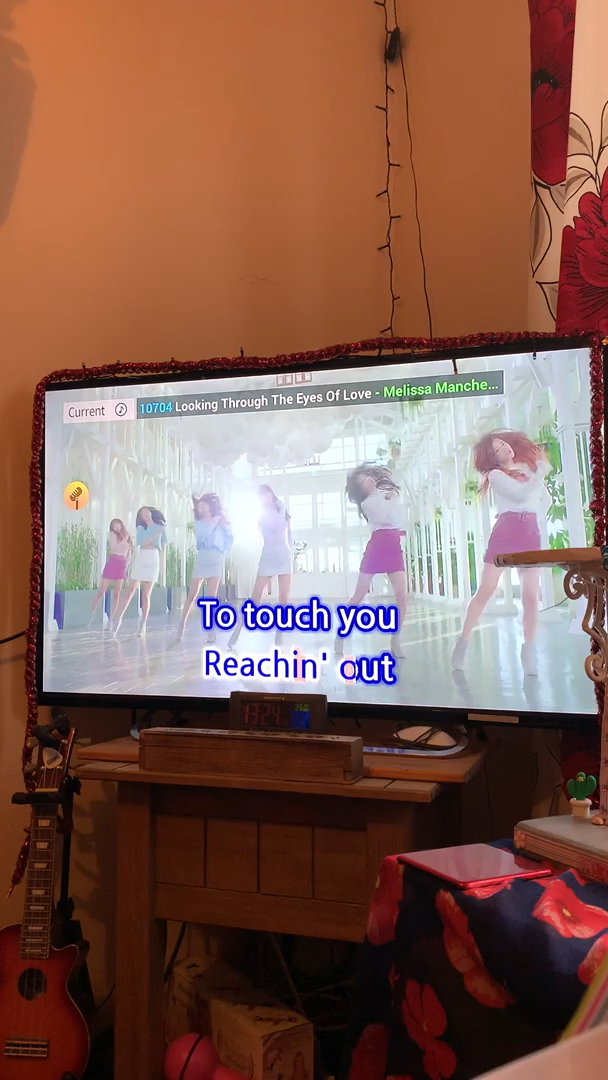 Current
10704 Looking Through The Eyes Of Love - Melissa Manche...
To touch you
Reachin' out